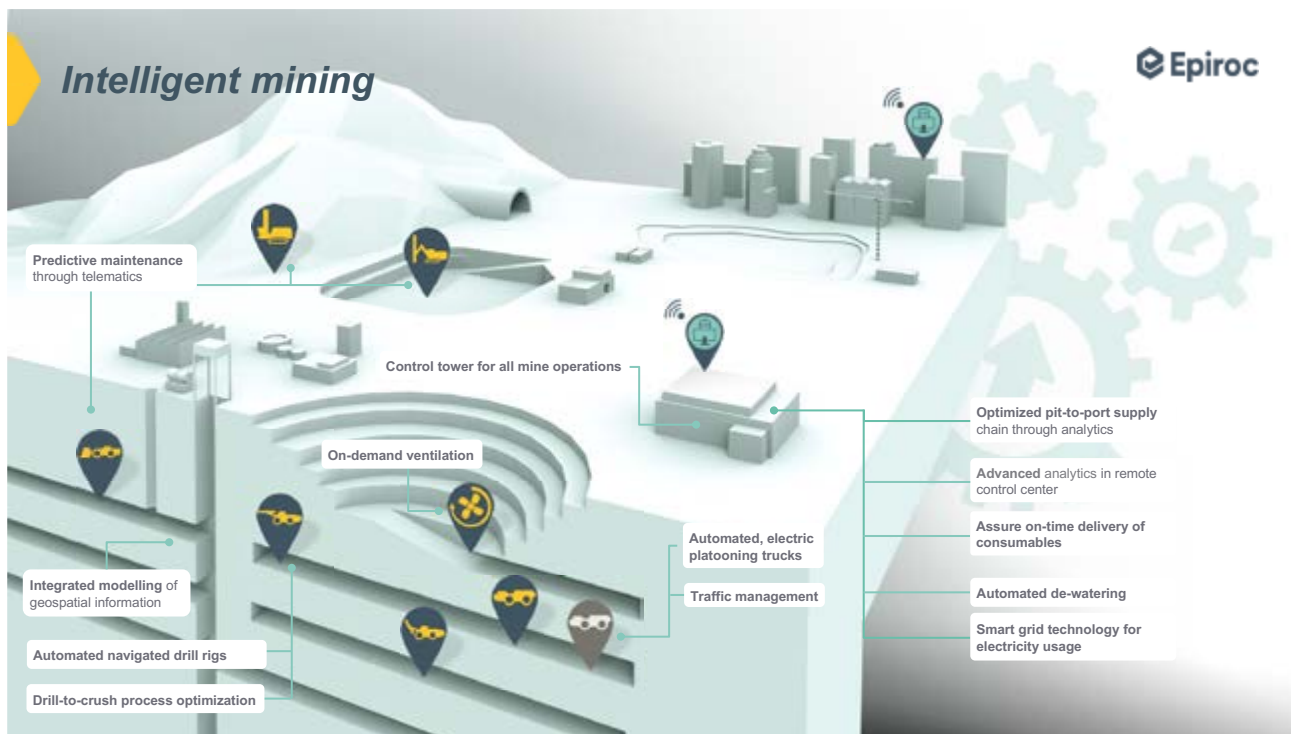 Intelligent mining
Epiroc
Predictive maintenance
through telematics
Control tower for all mine operations
On-demand ventilation
Optimized pit-to-port supply
chain through analytics
Advanced analytics in remote
control center
Assure on-time delivery of
consumables
Automated, electric
platooning trucks
Traffic management
Automated de-watering
Smart grid technology for
electricity usage
Integrated modelling of
geospatial information
Automated navigated drill rigs
Drill-to-crush process optimization